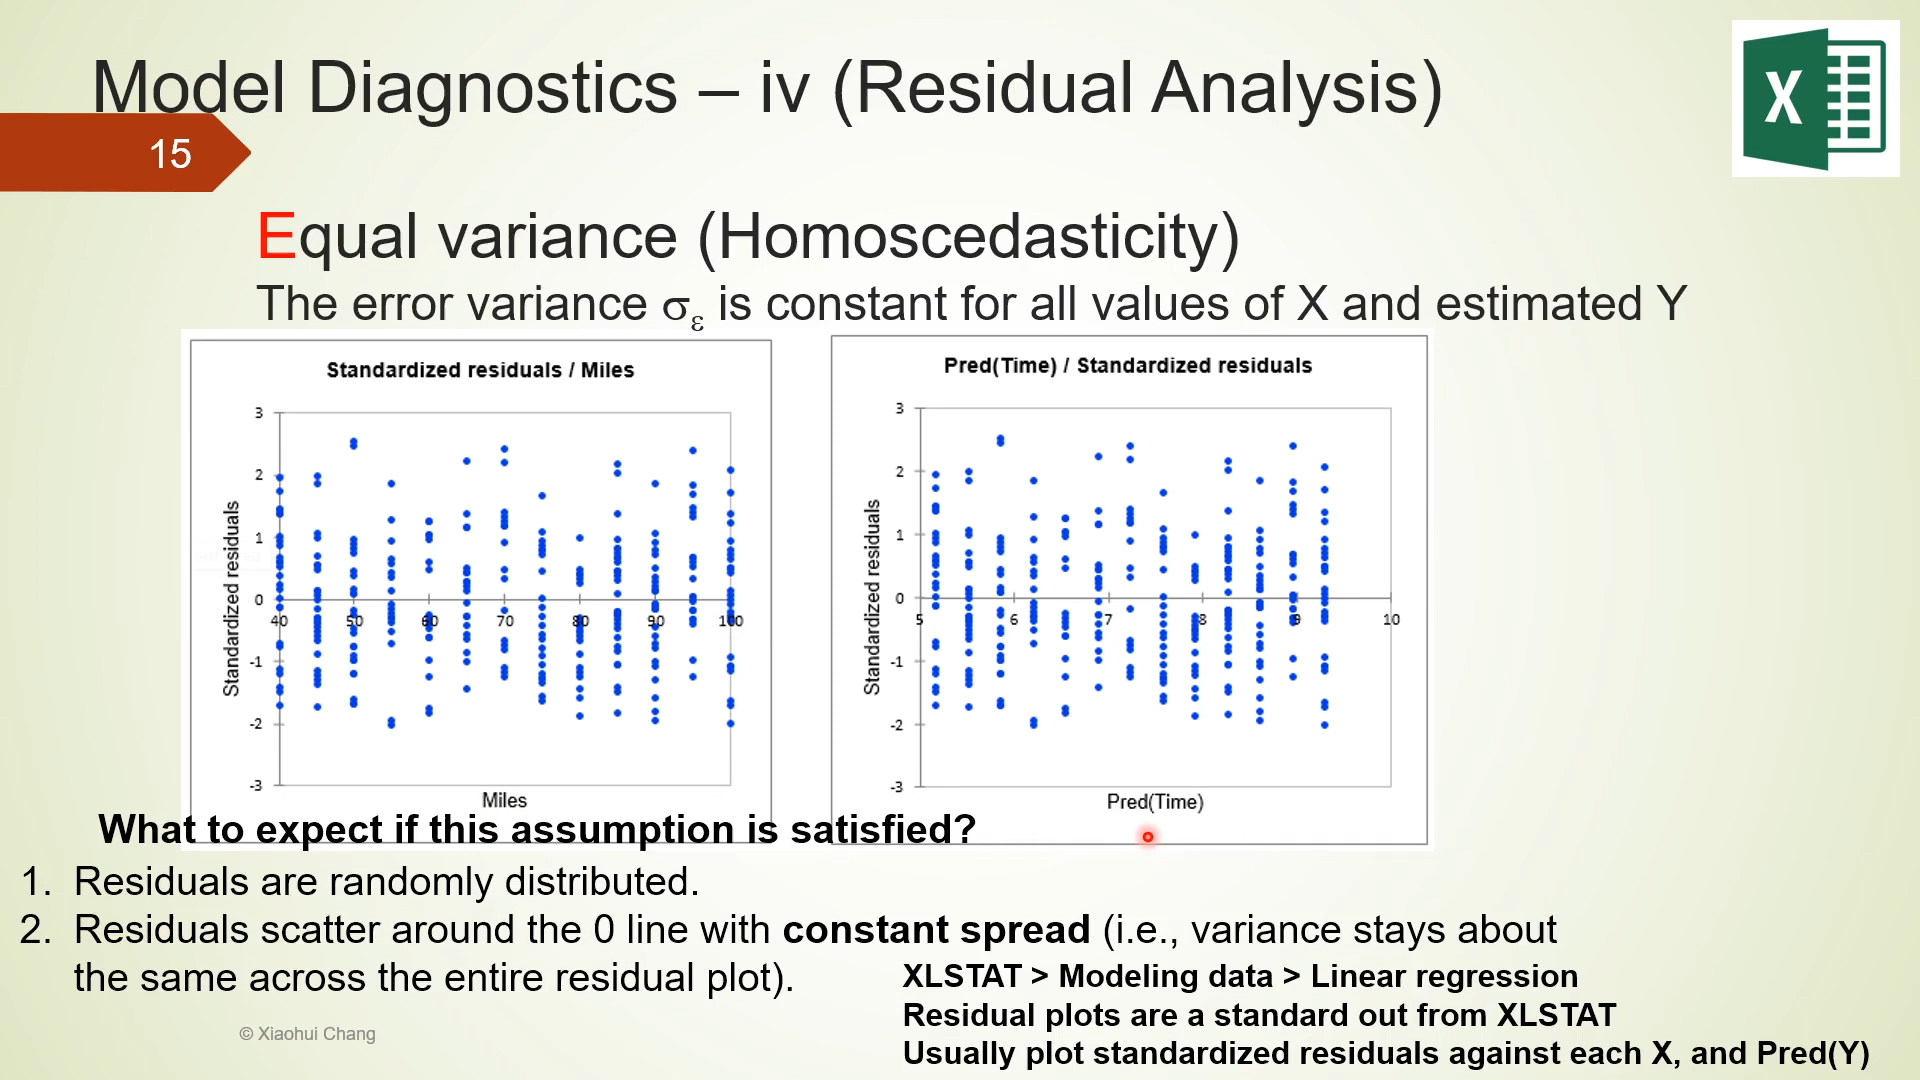 Model Diagnostics – iv (Residual Analysis)
X
15
Equal variance (Homoscedasticity)
The error variance σε is constant for all values of X and estimated Y
Standardized residuals / Miles
3
2
1
0
-1
-2
-3
40 50 60 70 80 90 100
Standardized residuals
Miles
Pred(Time) / Standardized residuals
3
2
1
0
-1
-2
-3
5 6 7 8 9 10
Standardized residuals
Pred(Time)
What to expect if this assumption is satisfied?
1. Residuals are randomly distributed.
2. Residuals scatter around the 0 line with constant spread (i.e., variance stays about
the same across the entire residual plot).
XLSTAT > Modeling data > Linear regression
Residual plots are a standard out from XLSTAT
Usually plot standardized residuals against each X, and Pred(Y)
© Xiaohui Chang